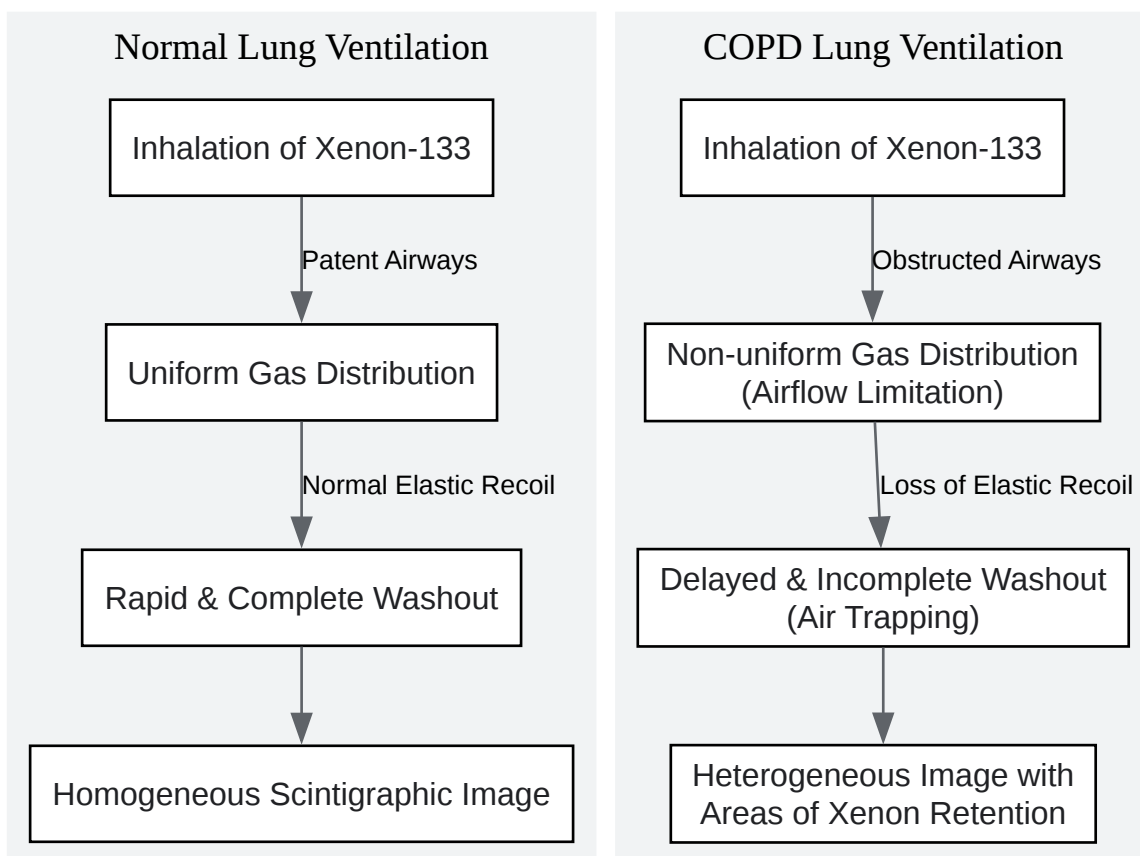 Normal Lung Ventilation
Inhalation of Xenon-133
Patent Airways
Uniform Gas Distribution
Normal Elastic Recoil
Rapid & Complete Washout
Homogeneous Scintigraphic Image
COPD Lung Ventilation
Inhalation of Xenon-133
Obstructed Airways
Non-uniform Gas Distribution
(Airflow Limitation)
Loss of Elastic Recoil
Delayed & Incomplete Washout
(Air Trapping)
Heterogeneous Image with
Areas of Xenon Retention